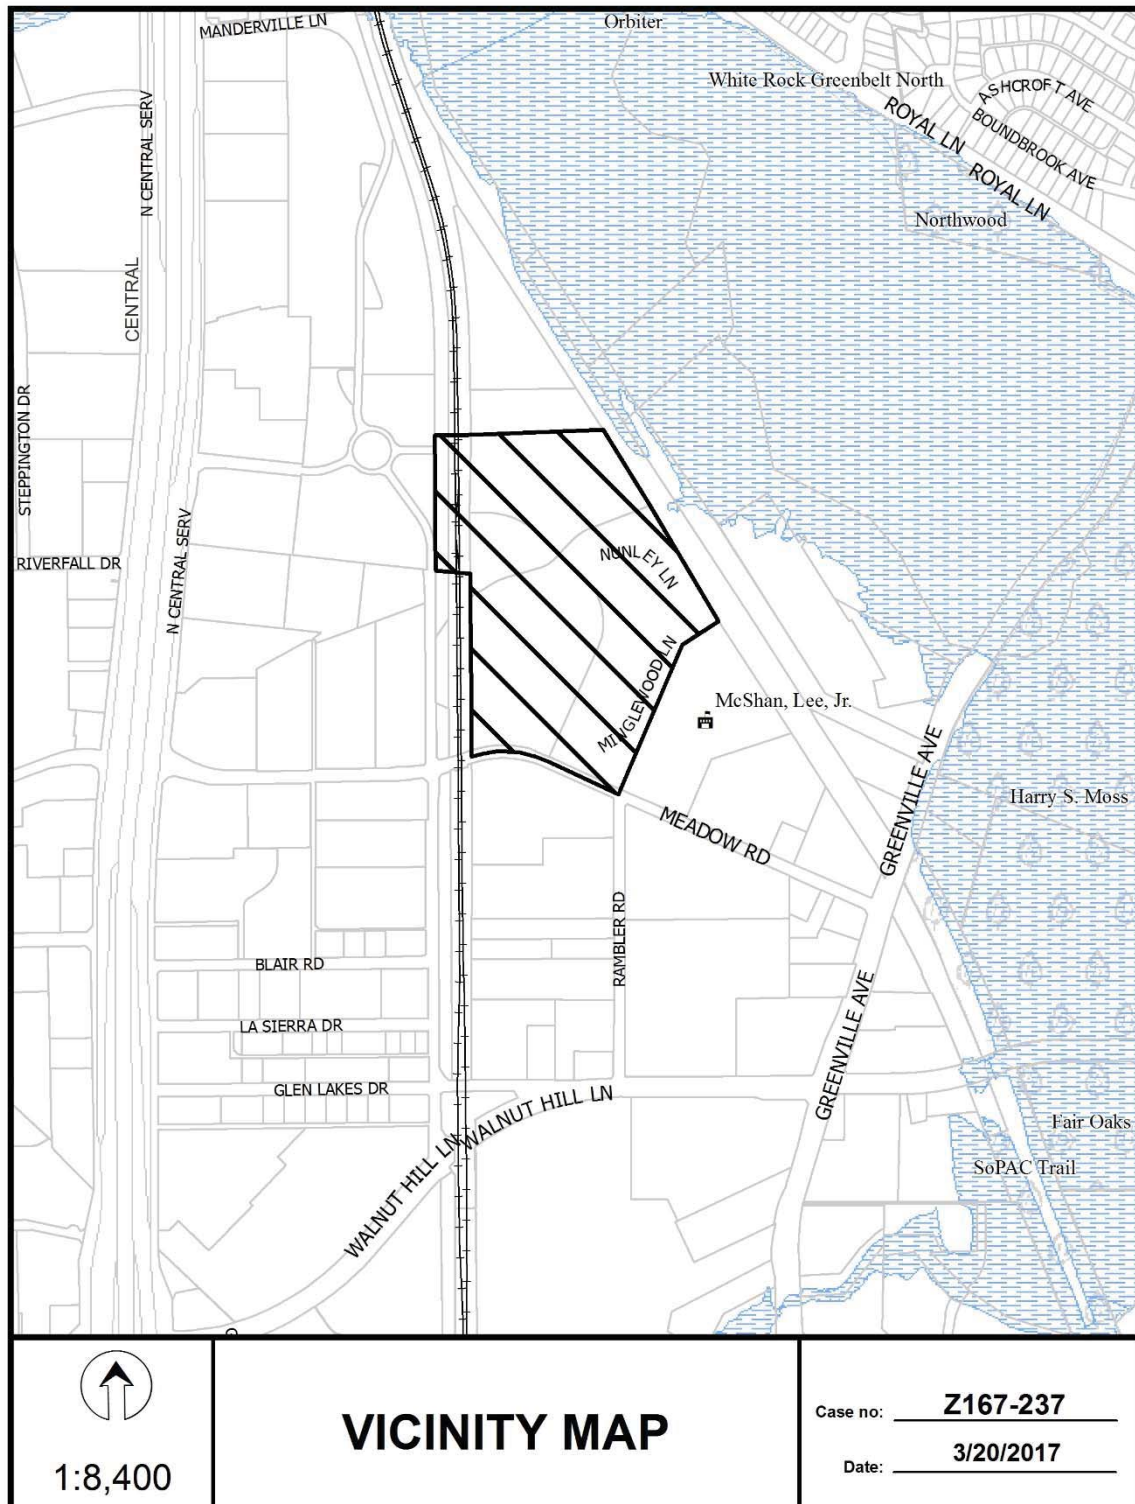 MANDERVILLE LN
Orbiter
White Rock Greenbelt North
ASHCROFT AVE
BOUNDBROOK AVE
ROYAL LN
ROYAL LN
Northwood
N CENTRAL SERV
CENTRAL
STEPPINGTON DR
RIVERFALL DR
N CENTRAL SERV
NUNLEY LN
MINGLEWOOD LN
McShan, Lee, Jr.
GREENVILLE AVE
Harry S. Moss
MEADOW RD
RAMBLER RD
BLAIR RD
LA SIERRA DR
GREENVILLE AVE
GLEN LAKES DR
WALNUT HILL LN
WALNUT HILL LN
Fair Oaks
SoPAC Trail
1:8,400
VICINITY MAP
Case no: Z167-237
Date: 3/20/2017